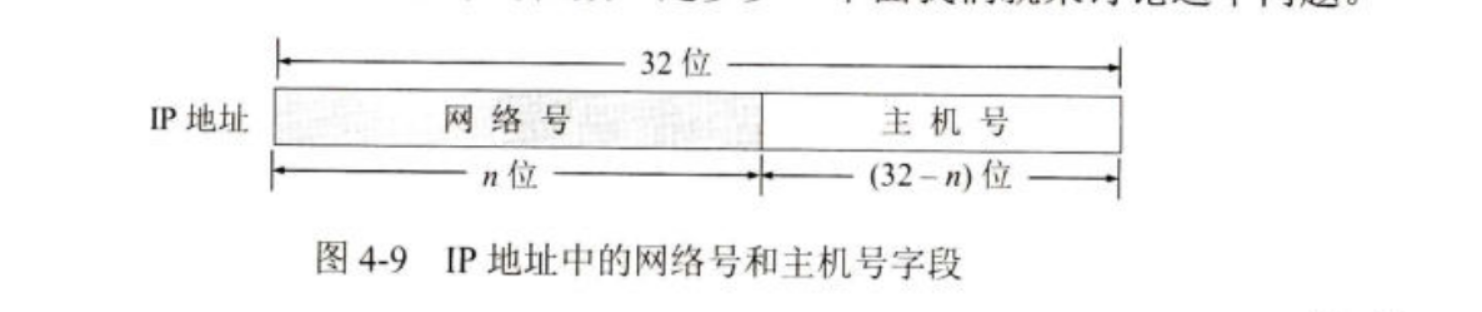 32 位
IP 地址 网 络 号 主 机 号
n 位 (32 – n) 位
图 4-9 IP 地址中的网络号和主机号字段